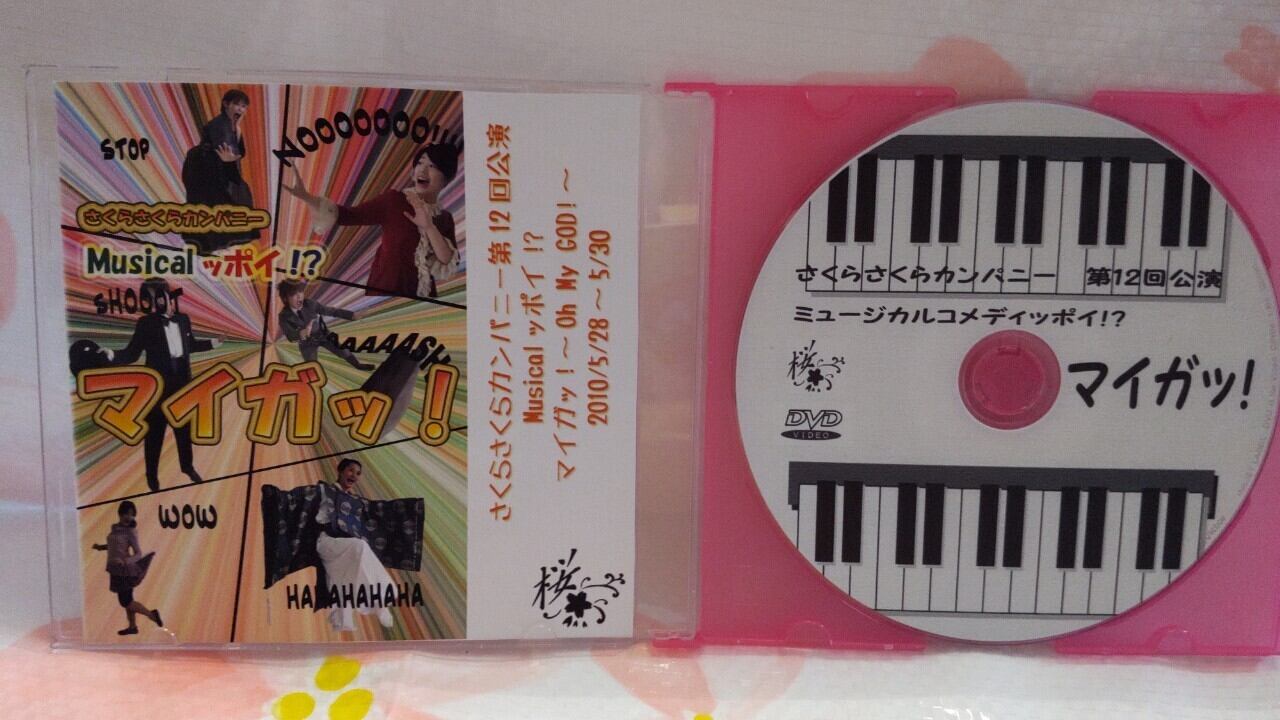 STOP
NOOOOOOO!!!
さくらさくらカンパニー
Musicalッポイ!?
SHOOOT
マイガッ!
WOW
HAHAHAHAHA
さくらさくらカンパニー第12回公演
Musicalッポイ!?
マイガッ!~Oh My GOD!~
2010/5/28~5/30
桜
さくらさくらカンパニー 第12回公演
ミュージカルコメディッポイ!?
桜
マイガッ!
DVD
VIDEO